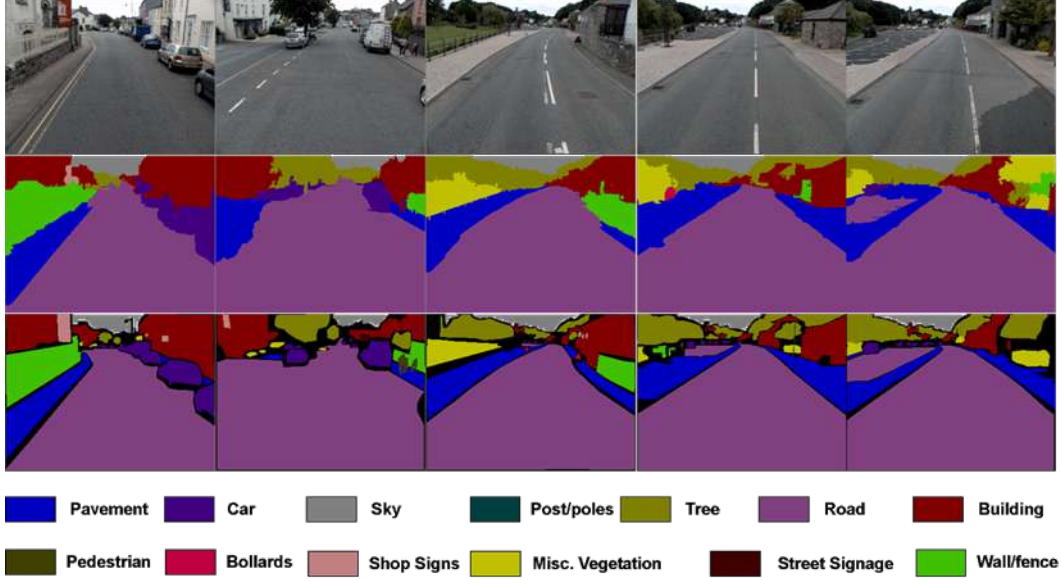 Pavement Car Sky Post/poles Tree Road Building
Pedestrian Bollards Shop Signs Misc. Vegetation Street Signage Wall/fence